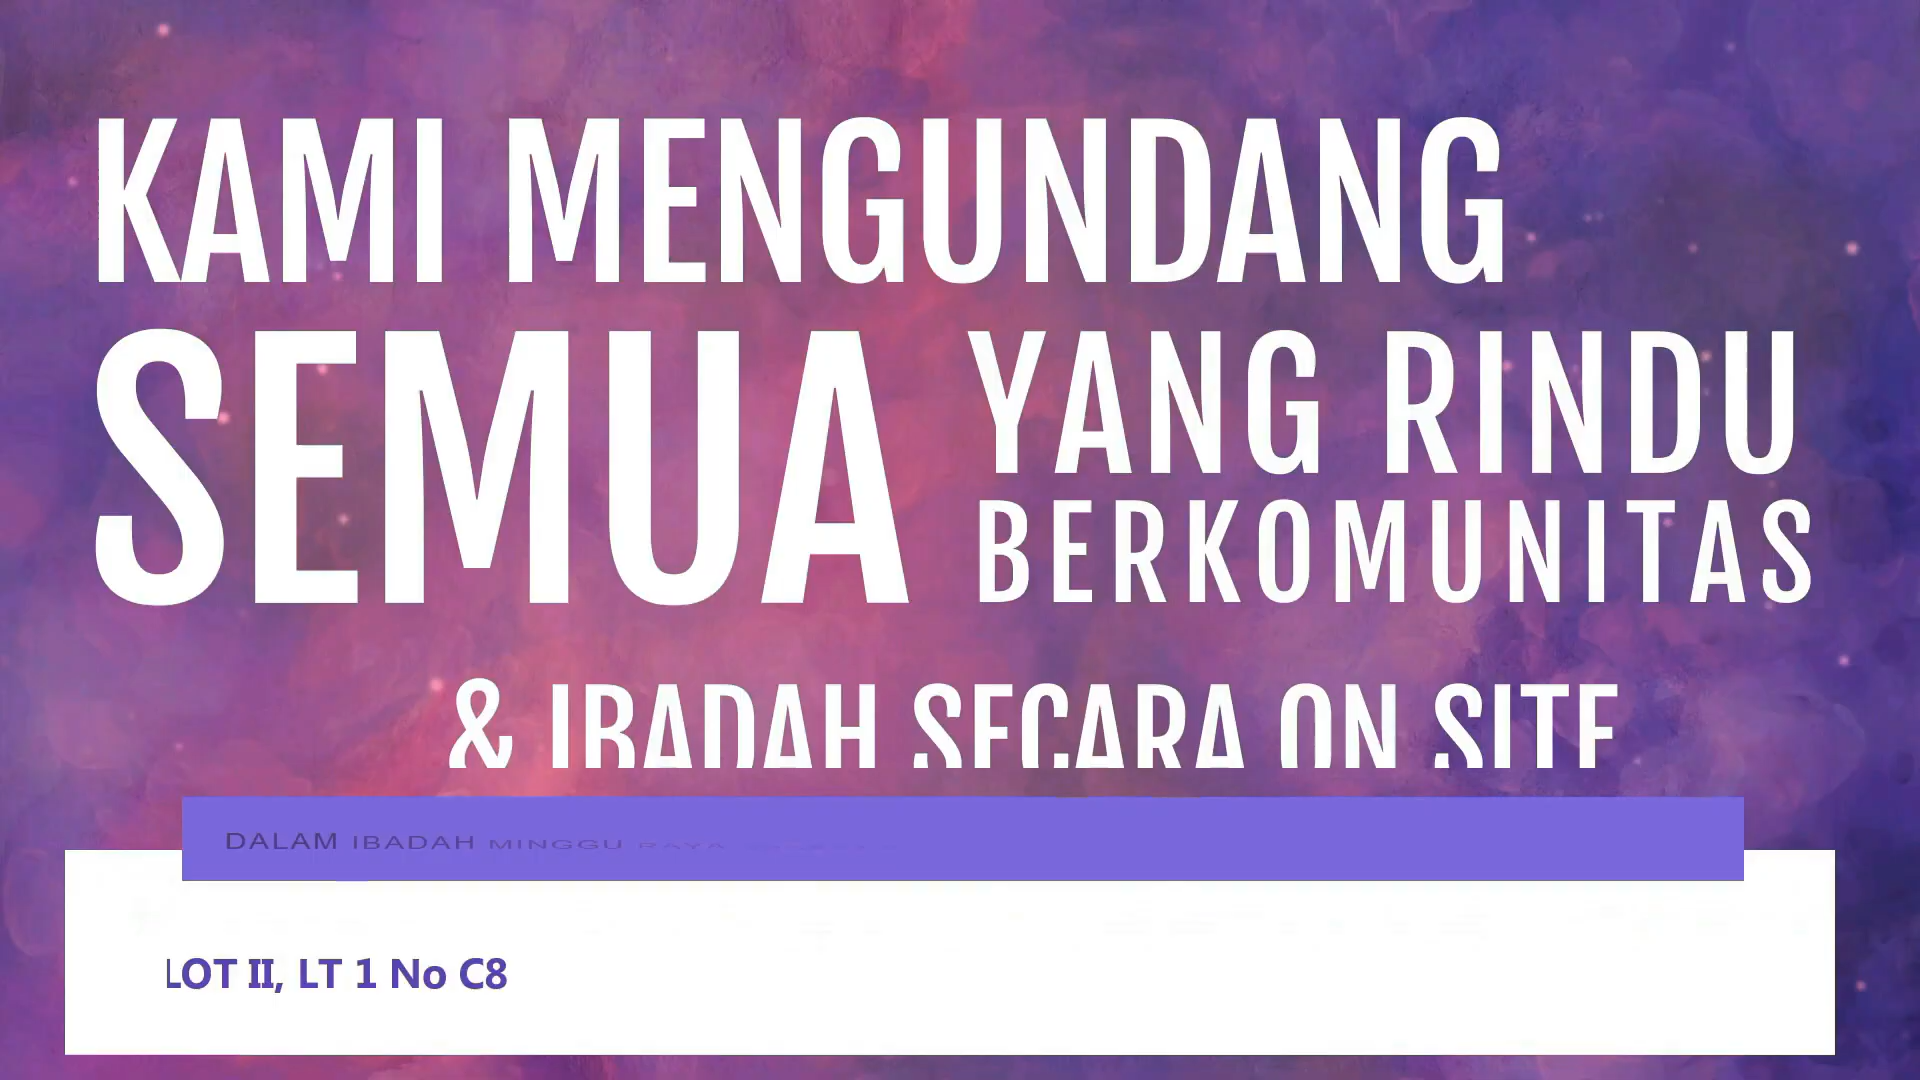 KAMI MENGUNDANG
SEMUA YANG RINDU
BERKOMUNITAS
& IBADAH SECARA ON SITE
DALAM IBADAH MINGGU RAYA
LOT II, LT 1 No C8